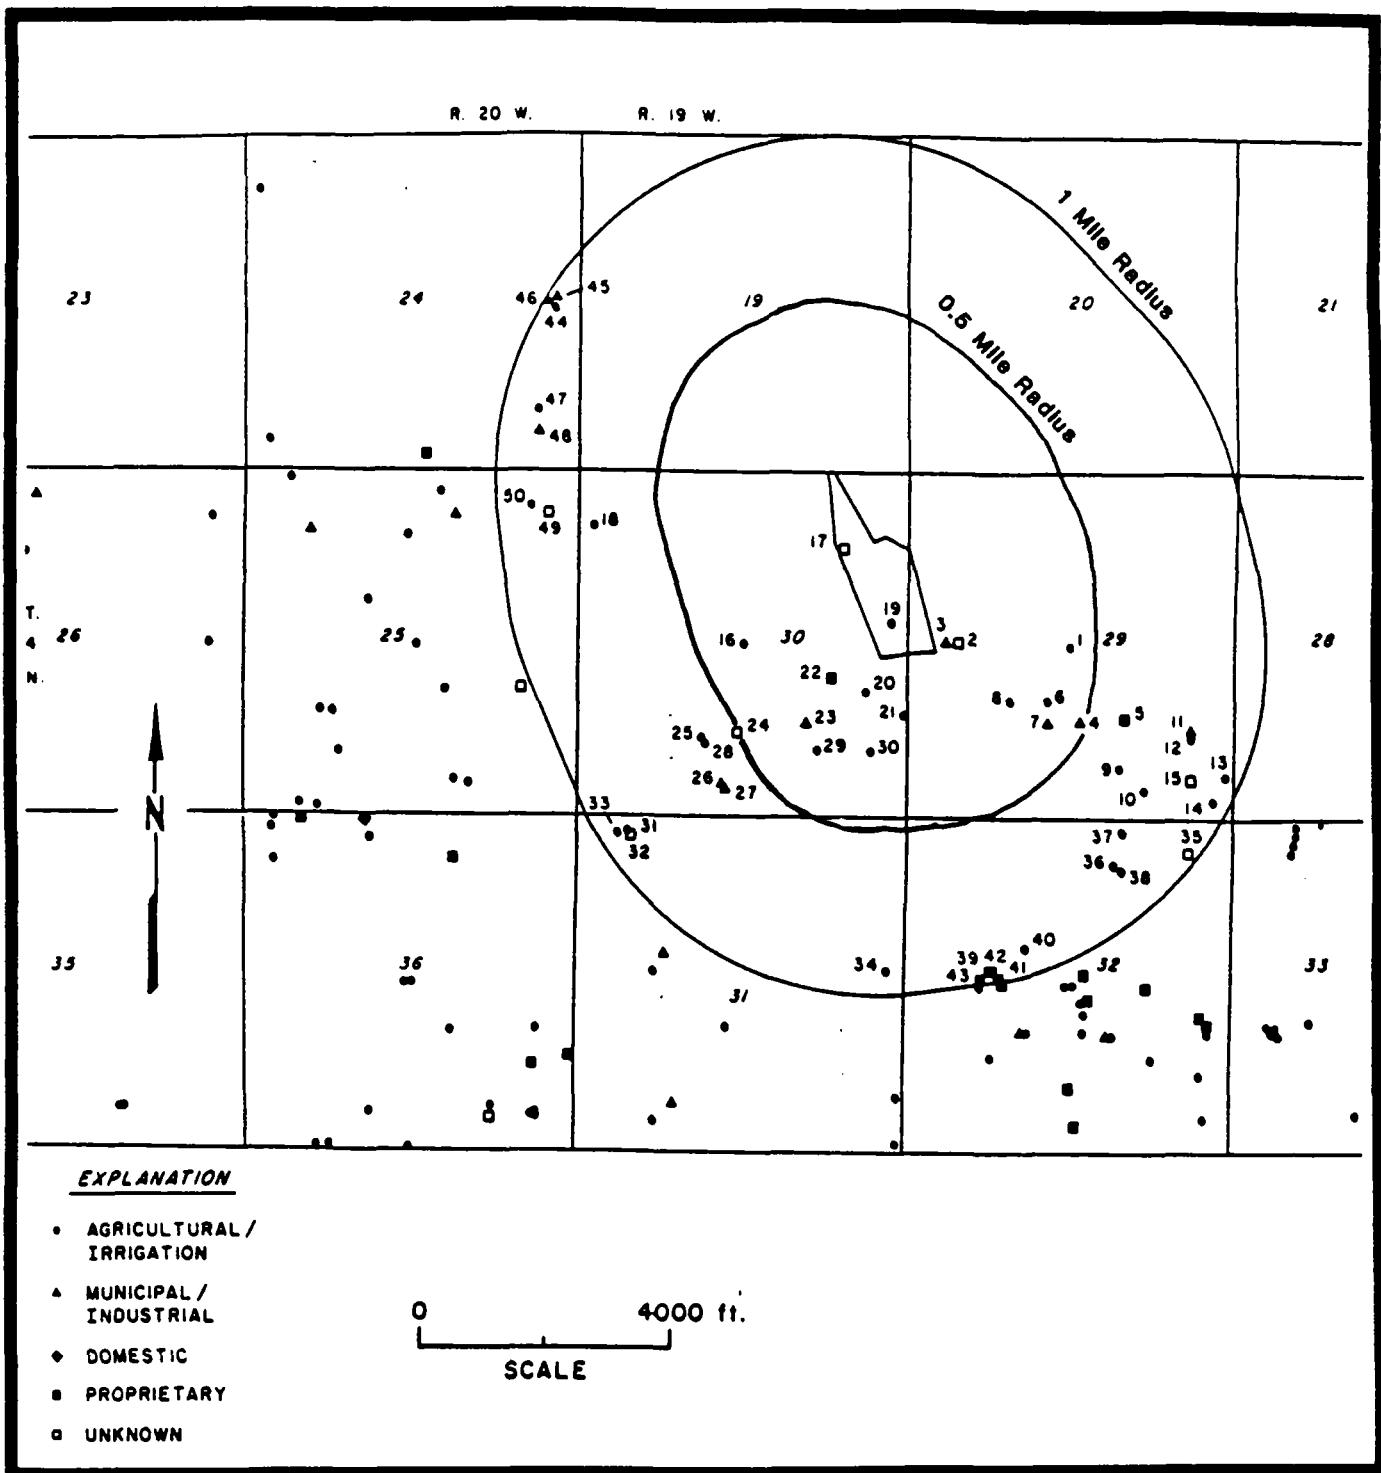 R. 20 W. R. 19 W.
1 Mile Radius
23 24 46 45 19 20 21
44
0.5 Mile Radius
47
48
50
49 18
17
T. 19
4 26 25 16 30 3 2 1 29 28
N.
22 20 8 6
21 7 4 5 11
25 24 23 12
28 29 30 9 13
26 15
27 10 14
N
33 31 37 35
32 36 38
40
35 36 34 39 42 32 33
43 41
31
EXPLANATION
AGRICULTURAL /
IRRIGATION
MUNICIPAL /
INDUSTRIAL
DOMESTIC
PROPRIETARY
UNKNOWN
0 4000 ft.
SCALE